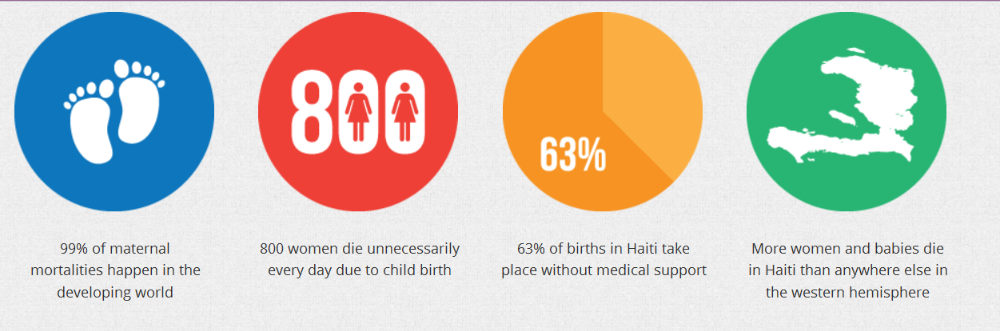 800
63%
99% of maternal
mortalities happen in the
developing world
800 women die unnecessarily
every day due to child birth
63% of births in Haiti take
place without medical support
More women and babies die
in Haiti than anywhere else in
the western hemisphere